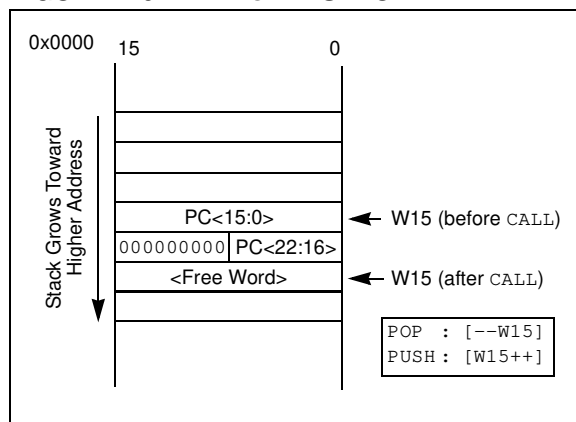 0x0000
15
0
Stack Grows Toward
Higher Address
PC<15:0>
W15 (before CALL)
000000000
PC<22:16>
<Free Word>
W15 (after CALL)
POP : [--W15]
PUSH : [W15++]